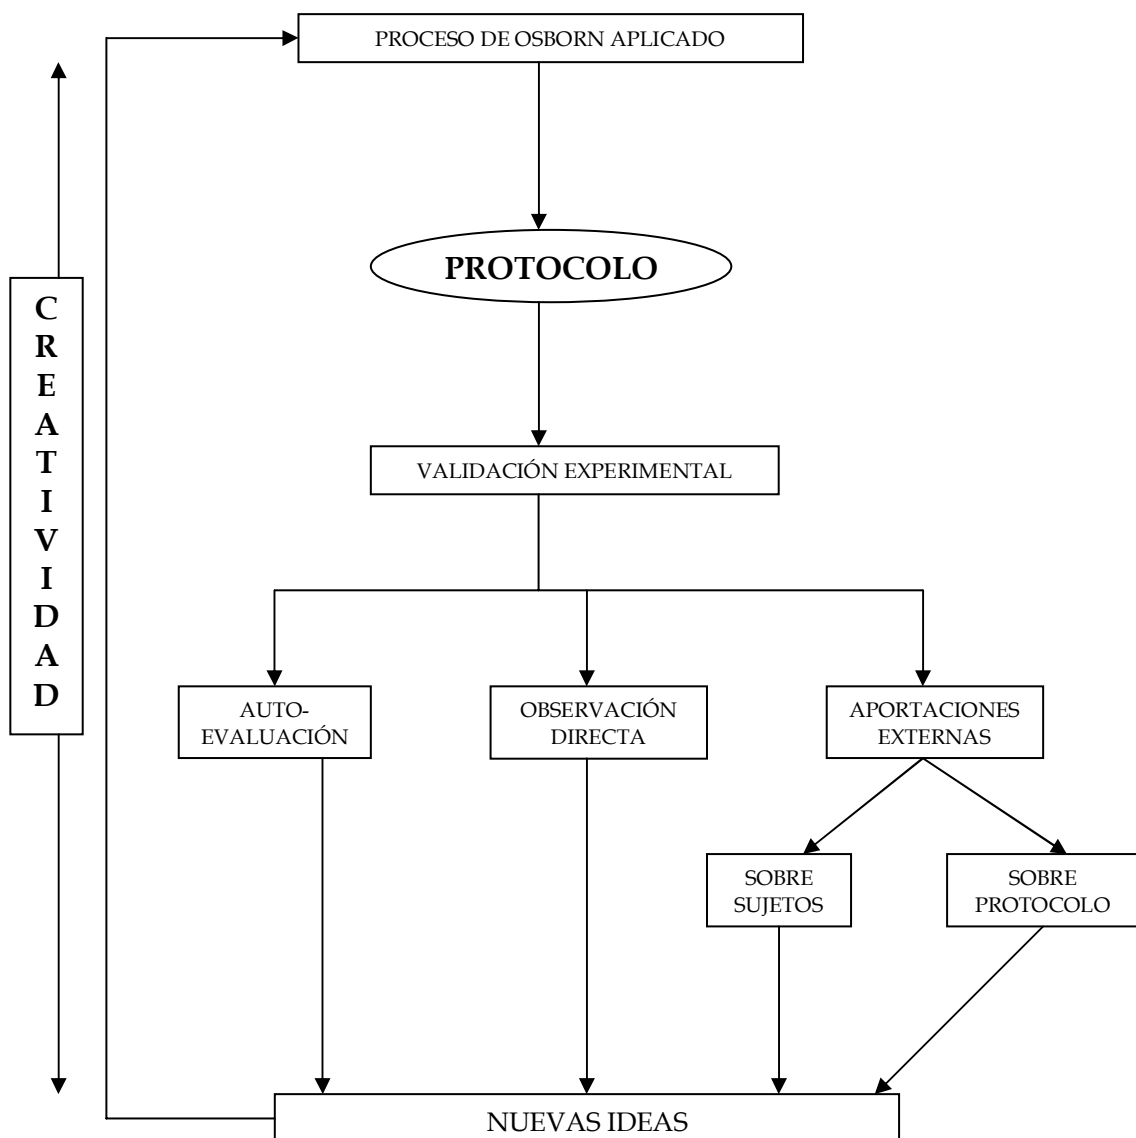 PROCESO DE OSBORN APLICADO
PROTOCOLO
CREATIVIDAD
VALIDACIÓN EXPERIMENTAL
AUTO-
EVALUACIÓN
OBSERVACIÓN
DIRECTA
APORTACIONES
EXTERNAS
SOBRE
SUJETOS
SOBRE
PROTOCOLO
NUEVAS IDEAS